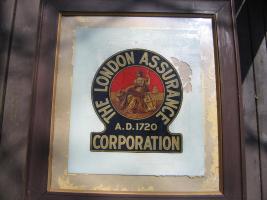 THE LONDON ASSURANCE
A.D. 1720
CORPORATION